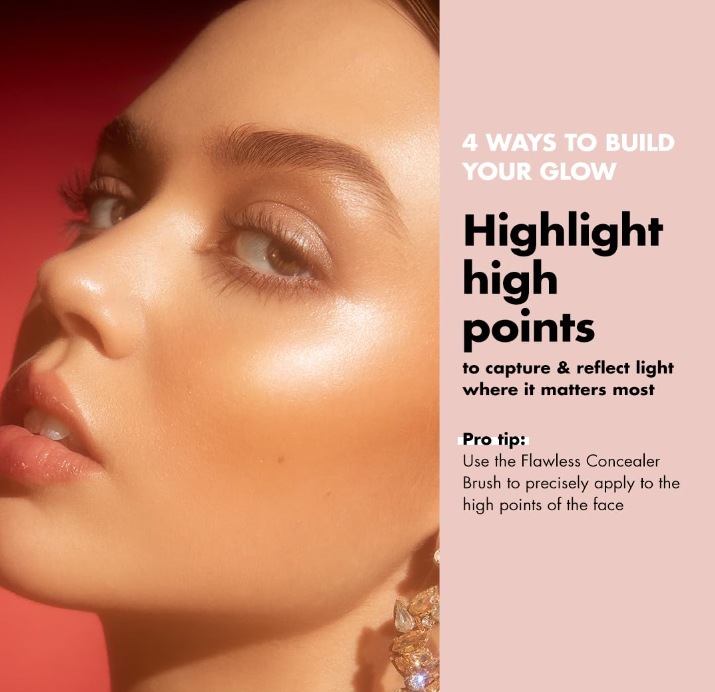 4 WAYS TO BUILD
YOUR GLOW
Highlight
high
points
to capture & reflect light
where it matters most
Pro tip:
Use the Flawless Concealer
Brush to precisely apply to the
high points of the face